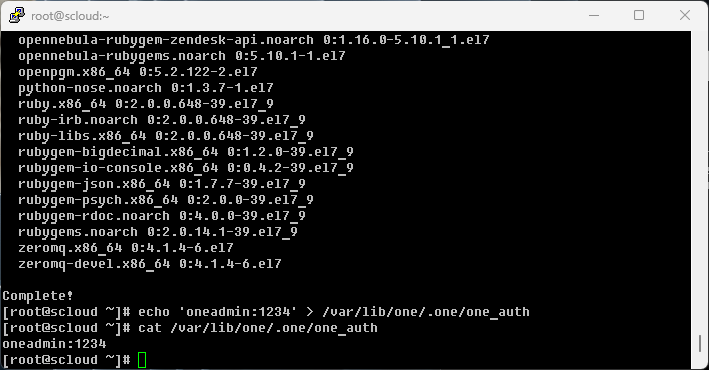 root@scloud:~
opennebula-rubygem-zendesk-api.noarch 0:1.16.0-5.10.1_1.el7
opennebula-rubygems.noarch 0:5.10.1-1.el7
openpgm.x86_64 0:5.2.122-2.el7
python-nose.noarch 0:1.3.7-1.el7
ruby.x86_64 0:2.0.0.648-39.el7_9
ruby-irb.noarch 0:2.0.0.648-39.el7_9
ruby-libs.x86_64 0:2.0.0.648-39.el7_9
rubygem-bigdecimal.x86_64 0:1.2.0-39.el7_9
rubygem-io-console.x86_64 0:0.4.2-39.el7_9
rubygem-json.x86_64 0:1.7.7-39.el7_9
rubygem-psych.x86_64 0:2.0.0-39.el7_9
rubygem-rdoc.noarch 0:4.0.0-39.el7_9
rubygems.noarch 0:2.0.14.1-39.el7_9
zeromq.x86_64 0:4.1.4-6.el7
zeromq-devel.x86_64 0:4.1.4-6.el7
Complete!
[root@scloud ~]# echo 'oneadmin:1234' > /var/lib/one/.one/one_auth
[root@scloud ~]# cat /var/lib/one/.one/one_auth
oneadmin:1234
[root@scloud ~]#